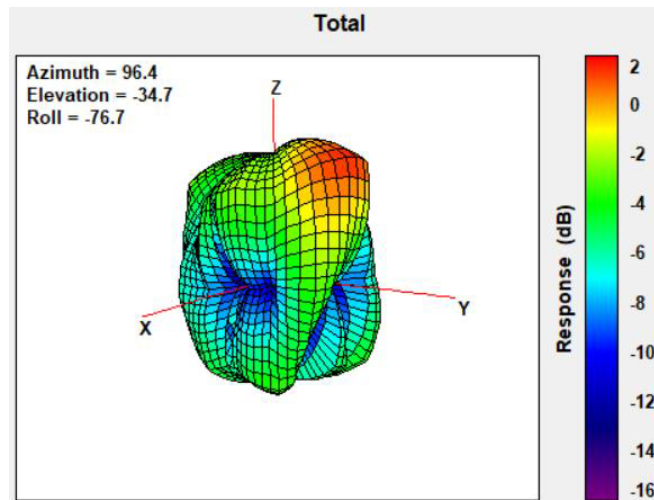 Total
Azimuth = 96.4
Elevation = -34.7
Roll = -76.7
Z
X
Y
Response (dB)
2
0
-2
-4
-6
-8
-10
-12
-14
-16